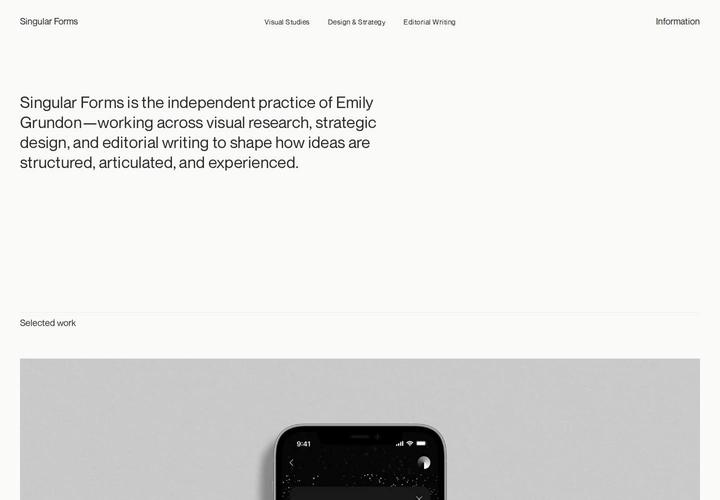 Singular Forms
Visual Studies
Design & Strategy
Editorial Writing
Information
Singular Forms is the independent practice of Emily
Grundon—working across visual research, strategic
design, and editorial writing to shape how ideas are
structured, articulated, and experienced.
Selected work
9:41